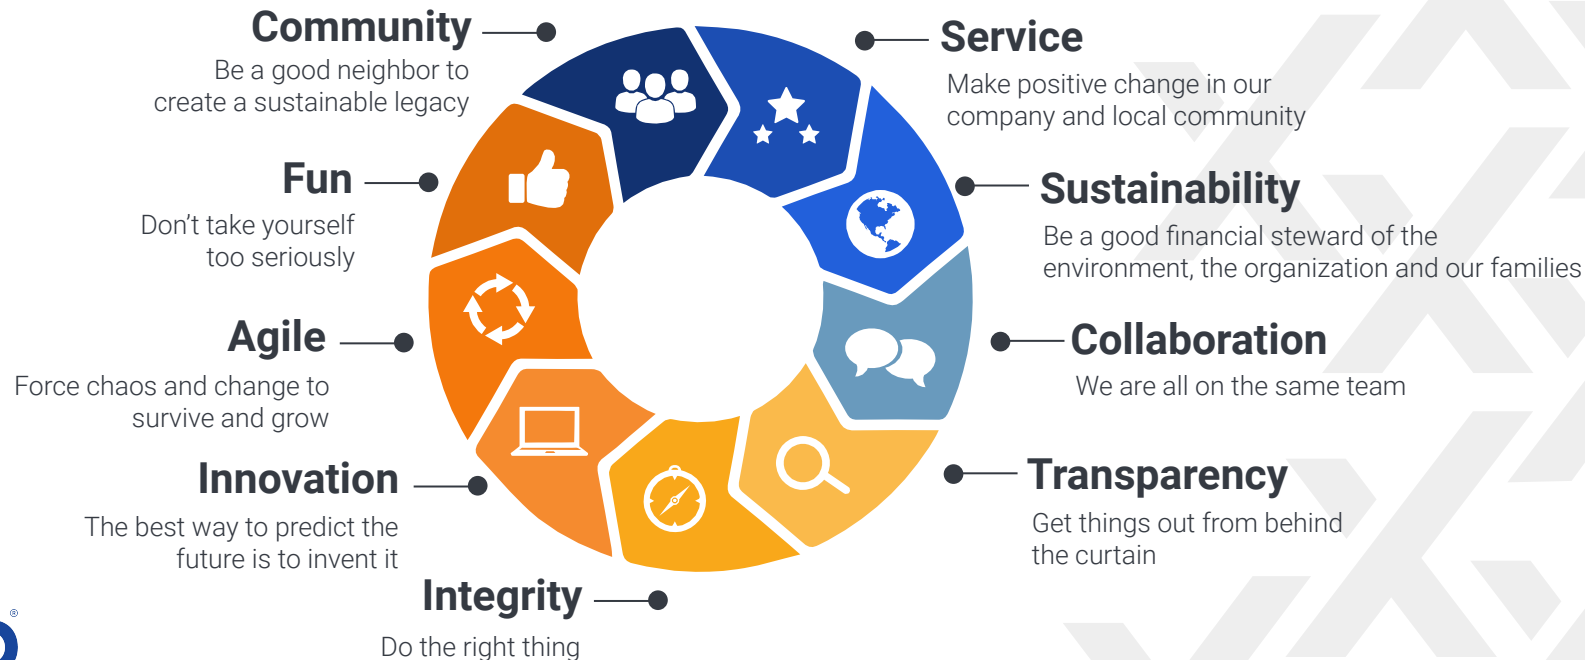 Community
Be a good neighbor to
create a sustainable legacy
Service
Make positive change in our
company and local community
Fun
Don’t take yourself
too seriously
Sustainability
Be a good financial steward of the
environment, the organization and our families
Agile
Force chaos and change to
survive and grow
Collaboration
We are all on the same team
Innovation
The best way to predict the
future is to invent it
Transparency
Get things out from behind
the curtain
Integrity
Do the right thing
®